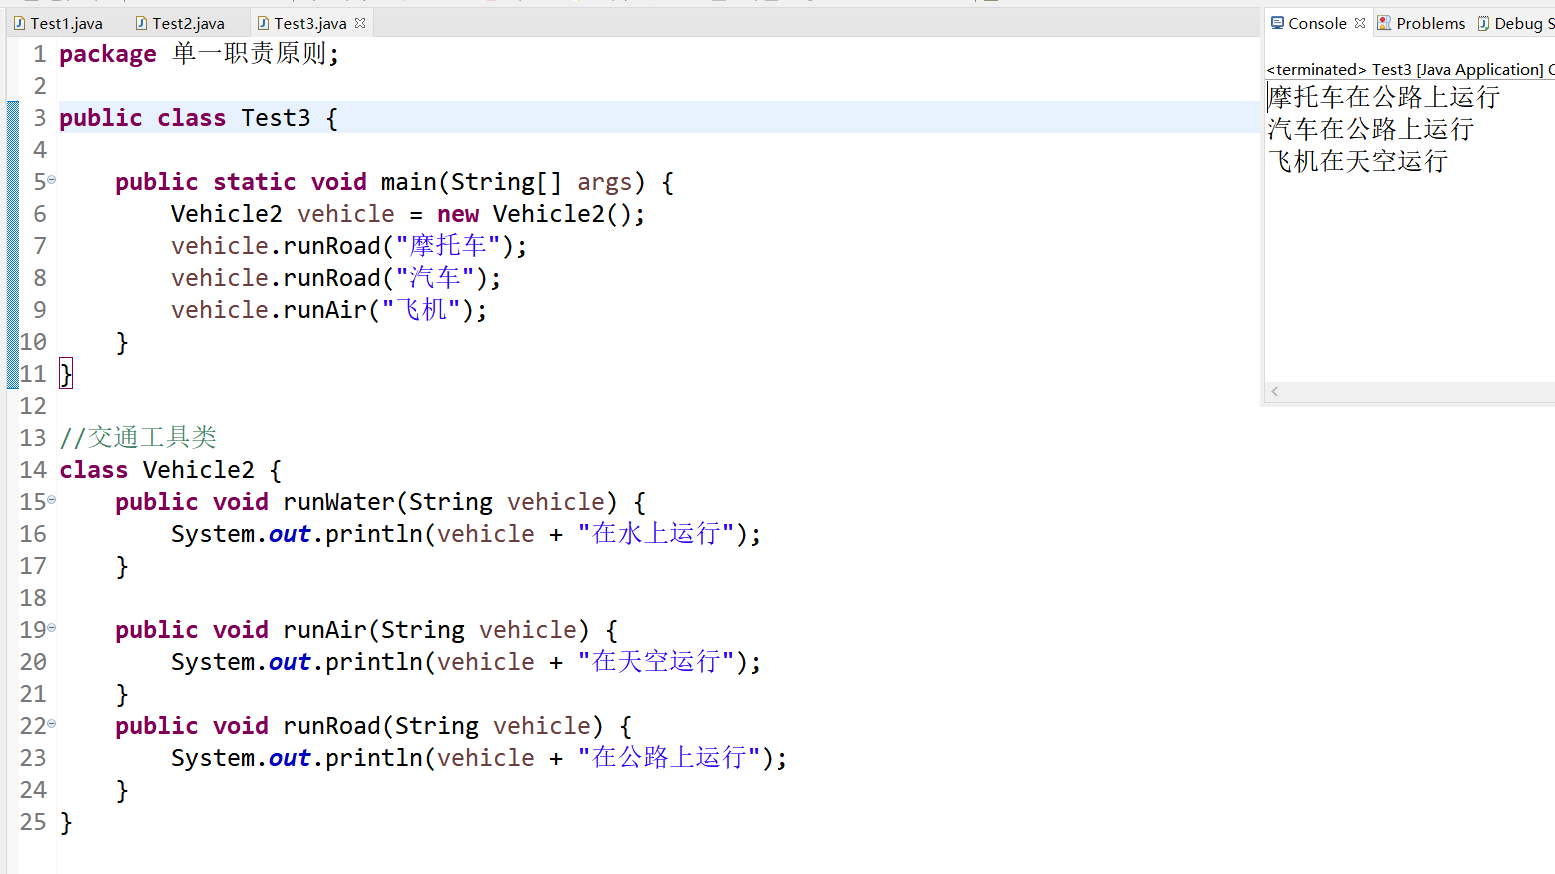 Test1.java Test2.java Test3.java
1 package 单一职责原则;
2
3 public class Test3 {
4
5 public static void main(String[] args) {
6 Vehicle2 vehicle = new Vehicle2();
7 vehicle.runRoad("摩托车");
8 vehicle.runRoad("汽车");
9 vehicle.runAir("飞机");
10 }
11 }
12
13 //交通工具类
14 class Vehicle2 {
15 public void runWater(String vehicle) {
16 System.out.println(vehicle + "在水上运行");
17 }
18
19 public void runAir(String vehicle) {
20 System.out.println(vehicle + "在天空运行");
21 }
22 public void runRoad(String vehicle) {
23 System.out.println(vehicle + "在公路上运行");
24 }
25 }
Console Problems Debug S
<terminated> Test3 [Java Application]
摩托车在公路上运行
汽车在公路上运行
飞机在天空运行